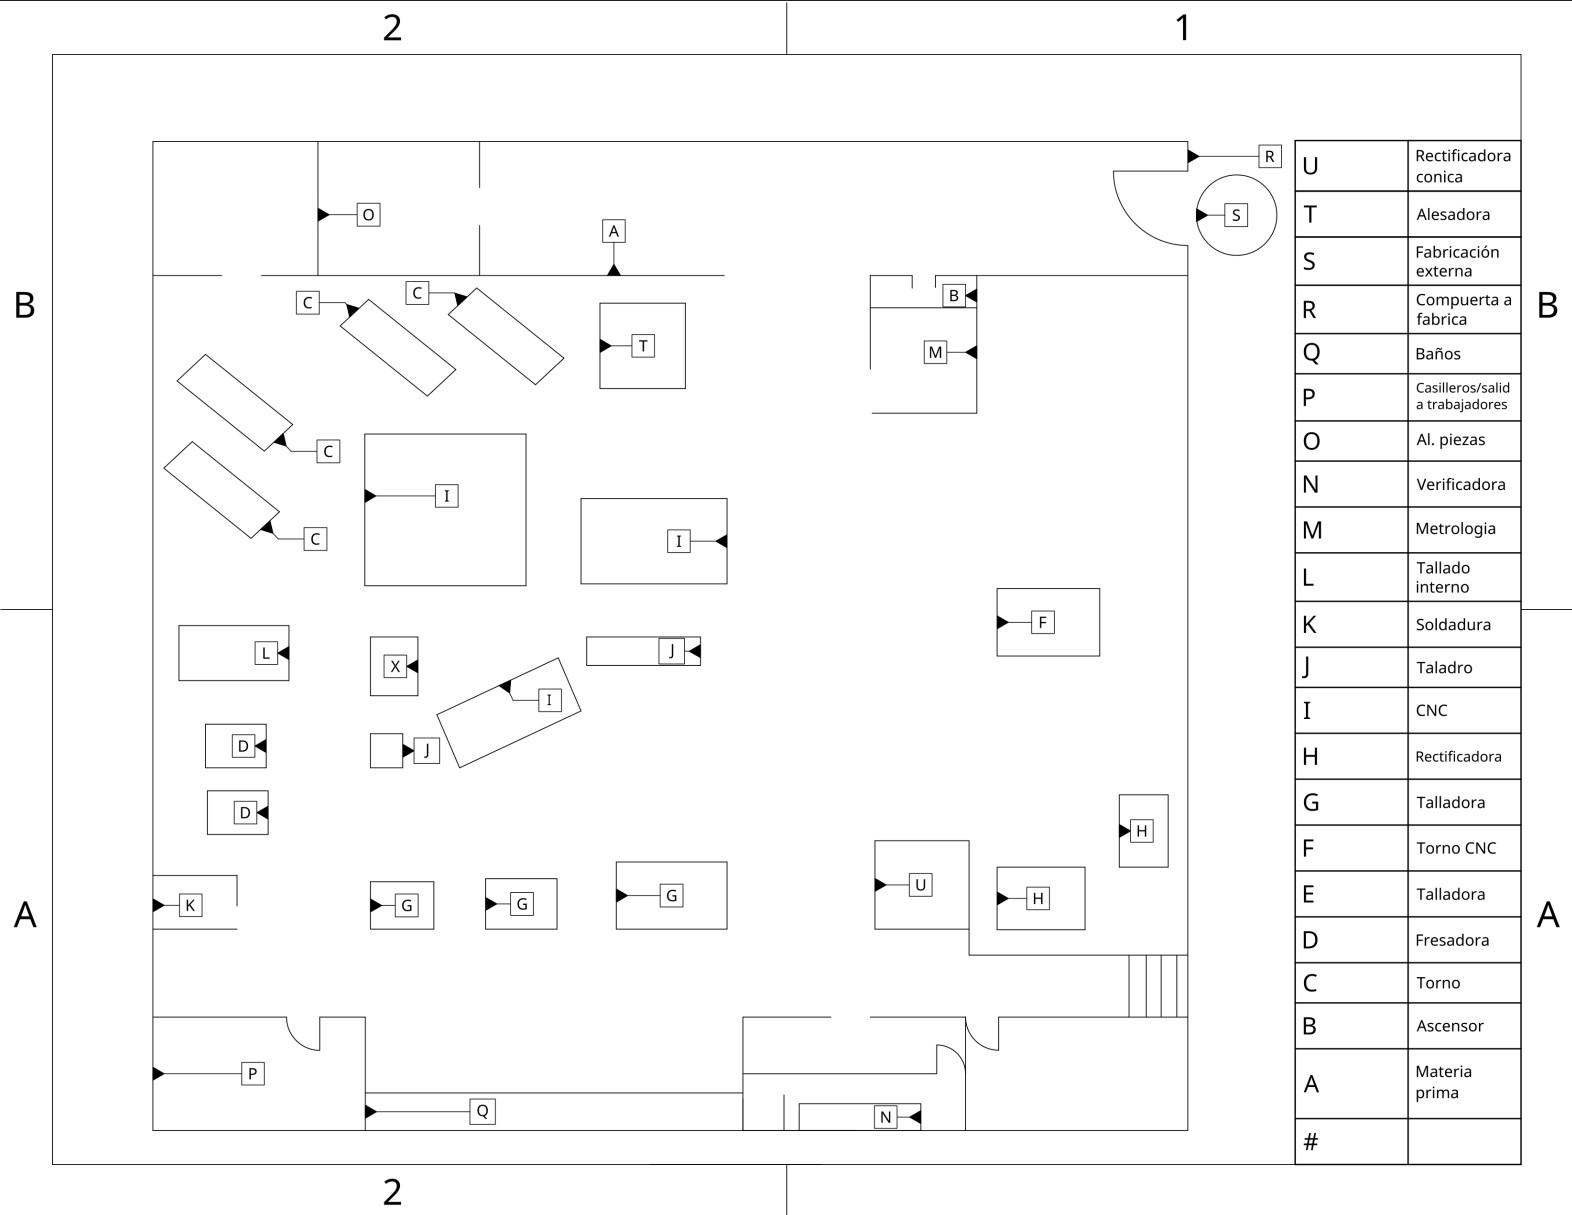 2
1
R
U
Rectificadora
conica
O
S
T
Alesadora
A
S
Fabricación
externa
B
C
C
B
R
Compuerta a
fabrica
B
T
M
Q
Baños
P
Casilleros/salid
a trabajadores
C
O
Al. piezas
I
N
Verificadora
C
I
M
Metrologia
L
Tallado
interno
F
K
Soldadura
L
X
J
J
Taladro
I
I
CNC
D
J
H
Rectificadora
D
H
G
Talladora
F
Torno CNC
K
G
G
G
U
H
E
Talladora
A
A
D
Fresadora
C
Torno
B
Ascensor
P
A
Materia
prima
Q
N
#
2